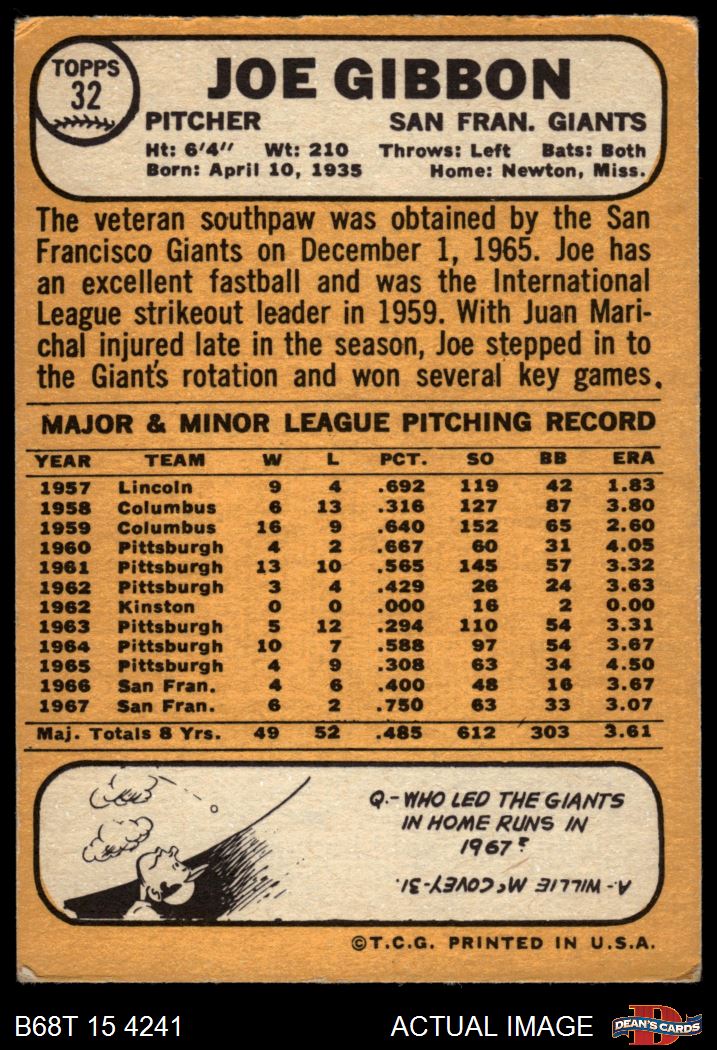 TOPPS
32
JOE GIBBON
PITCHER SAN FRAN. GIANTS
Ht: 6'4" Wt: 210 Throws: Left Bats: Both
Born: April 10, 1935 Home: Newton, Miss.
The veteran southpaw was obtained by the San
Francisco Giants on December 1, 1965. Joe has
an excellent fastball and was the International
League strikeout leader in 1959. With Juan Mari-
chal injured late in the season, Joe stepped in to
the Giant's rotation and won several key games.
MAJOR & MINOR LEAGUE PITCHING RECORD
YEAR TEAM W L PCT. SO BB ERA
1957 Lincoln 9 4 .692 119 42 1.83
1958 Columbus 6 13 .316 127 87 3.80
1959 Columbus 16 9 .640 152 65 2.60
1960 Pittsburgh 4 2 .667 60 31 4.05
1961 Pittsburgh 13 10 .565 145 57 3.32
1962 Pittsburgh 3 4 .429 26 24 3.63
1962 Kinston 0 0 .000 16 2 0.00
1963 Pittsburgh 5 12 .294 110 54 3.31
1964 Pittsburgh 10 7 .588 97 54 3.67
1965 Pittsburgh 4 9 .308 63 34 4.50
1966 San Fran. 4 6 .400 48 16 3.67
1967 San Fran. 6 2 .750 63 33 3.07
Maj. Totals 8 Yrs. 49 52 .485 612 303 3.61
Q.- WHO LED THE GIANTS
IN HOME RUNS IN
1967?
A.- WILLIE McCOVEY-31.
©T.C.G. PRINTED IN U.S.A.
B68T 15 4241 ACTUAL IMAGE
D
DEAN'S CARDS